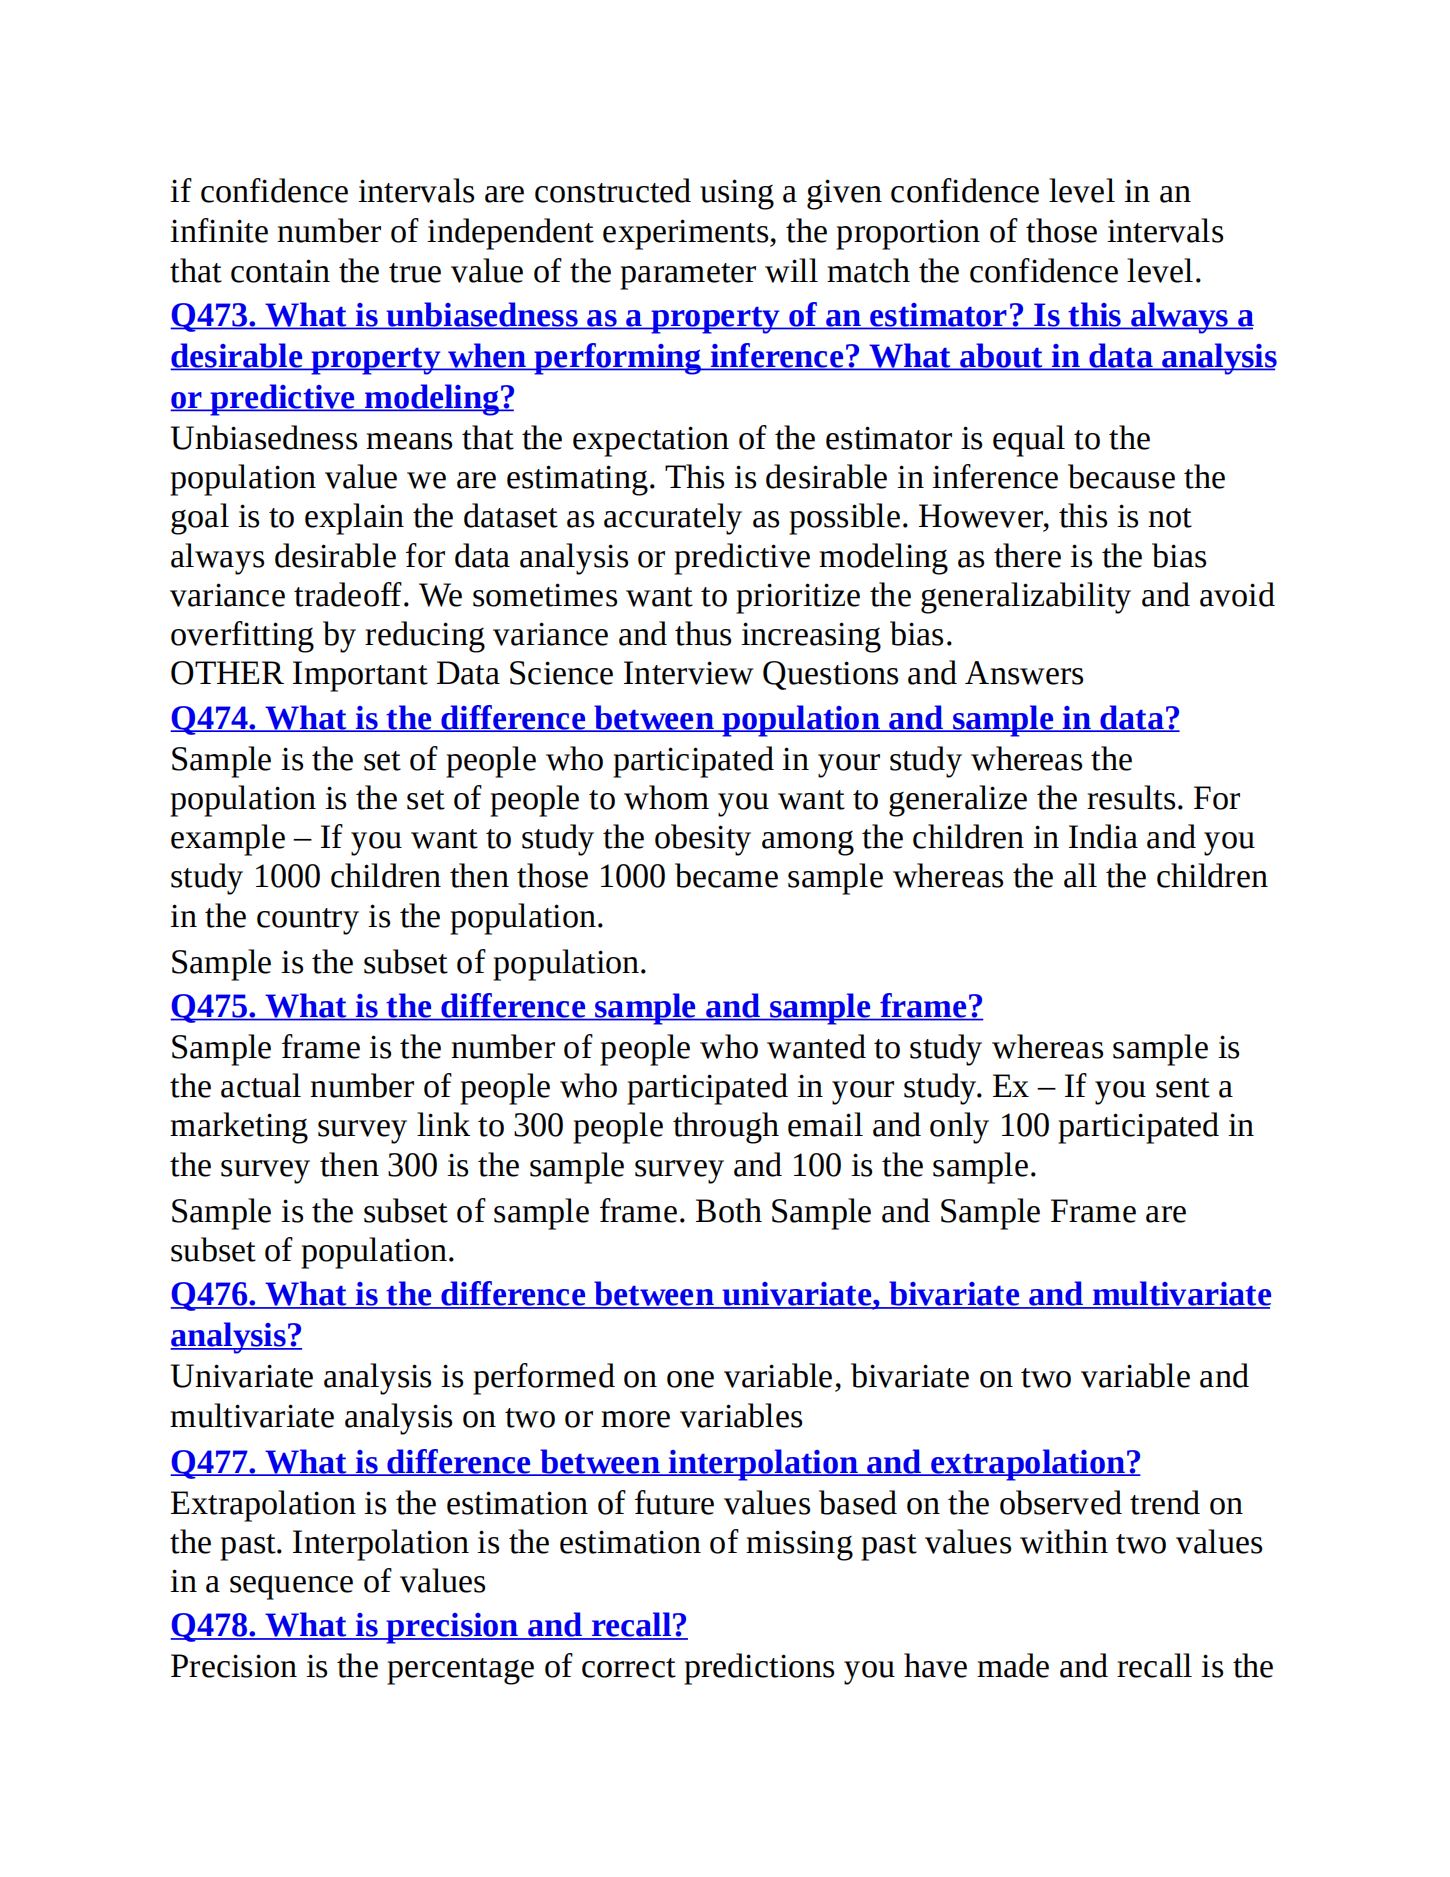 if confidence intervals are constructed using a given confidence level in an
infinite number of independent experiments, the proportion of those intervals
that contain the true value of the parameter will match the confidence level.
Q473. What is unbiasedness as a property of an estimator? Is this always a
desirable property when performing inference? What about in data analysis
or predictive modeling?
Unbiasedness means that the expectation of the estimator is equal to the
population value we are estimating. This is desirable in inference because the
goal is to explain the dataset as accurately as possible. However, this is not
always desirable for data analysis or predictive modeling as there is the bias
variance tradeoff. We sometimes want to prioritize the generalizability and avoid
overfitting by reducing variance and thus increasing bias.
OTHER Important Data Science Interview Questions and Answers
Q474. What is the difference between population and sample in data?
Sample is the set of people who participated in your study whereas the
population is the set of people to whom you want to generalize the results. For
example – If you want to study the obesity among the children in India and you
study 1000 children then those 1000 became sample whereas the all the children
in the country is the population.
Sample is the subset of population.
Q475. What is the difference sample and sample frame?
Sample frame is the number of people who wanted to study whereas sample is
the actual number of people who participated in your study. Ex – If you sent a
marketing survey link to 300 people through email and only 100 participated in
the survey then 300 is the sample survey and 100 is the sample.
Sample is the subset of sample frame. Both Sample and Sample Frame are
subset of population.
Q476. What is the difference between univariate, bivariate and multivariate
analysis?
Univariate analysis is performed on one variable, bivariate on two variable and
multivariate analysis on two or more variables
Q477. What is difference between interpolation and extrapolation?
Extrapolation is the estimation of future values based on the observed trend on
the past. Interpolation is the estimation of missing past values within two values
in a sequence of values
Q478. What is precision and recall?
Precision is the percentage of correct predictions you have made and recall is the